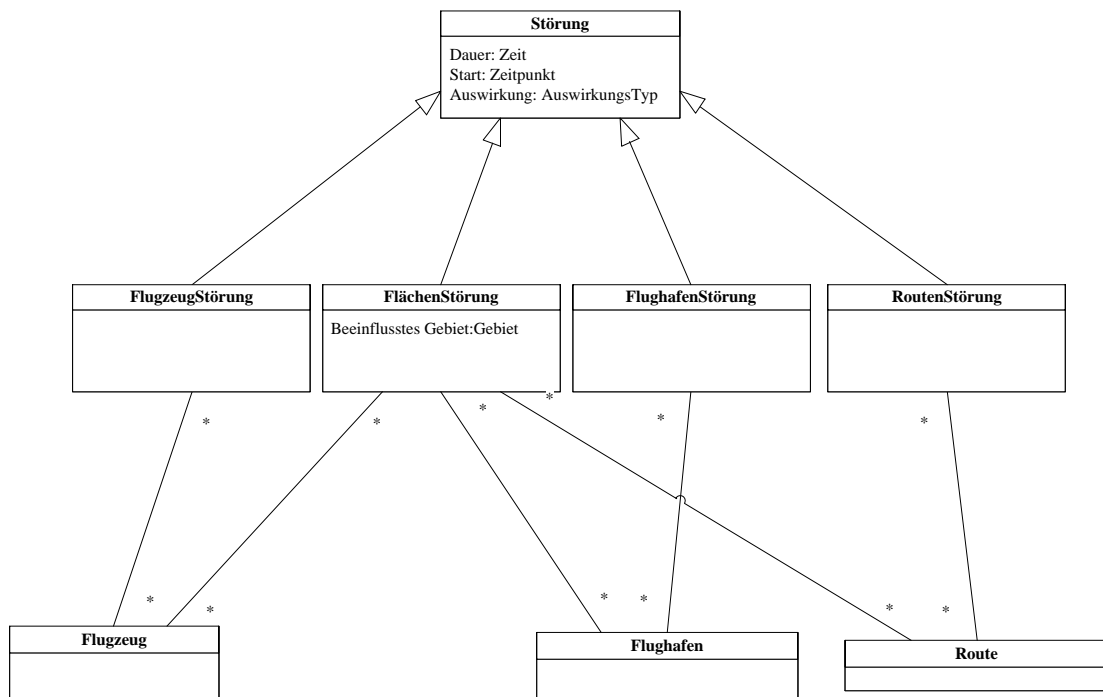 Störung
Dauer: Zeit
Start: Zeitpunkt
Auswirkung: AuswirkungsTyp
FlugzeugStörung
FlächenStörung
FlughafenStörung
RoutenStörung
Beeinflusstes Gebiet:Gebiet
* * * * * *
* * * * * *
Flugzeug
Flughafen
Route